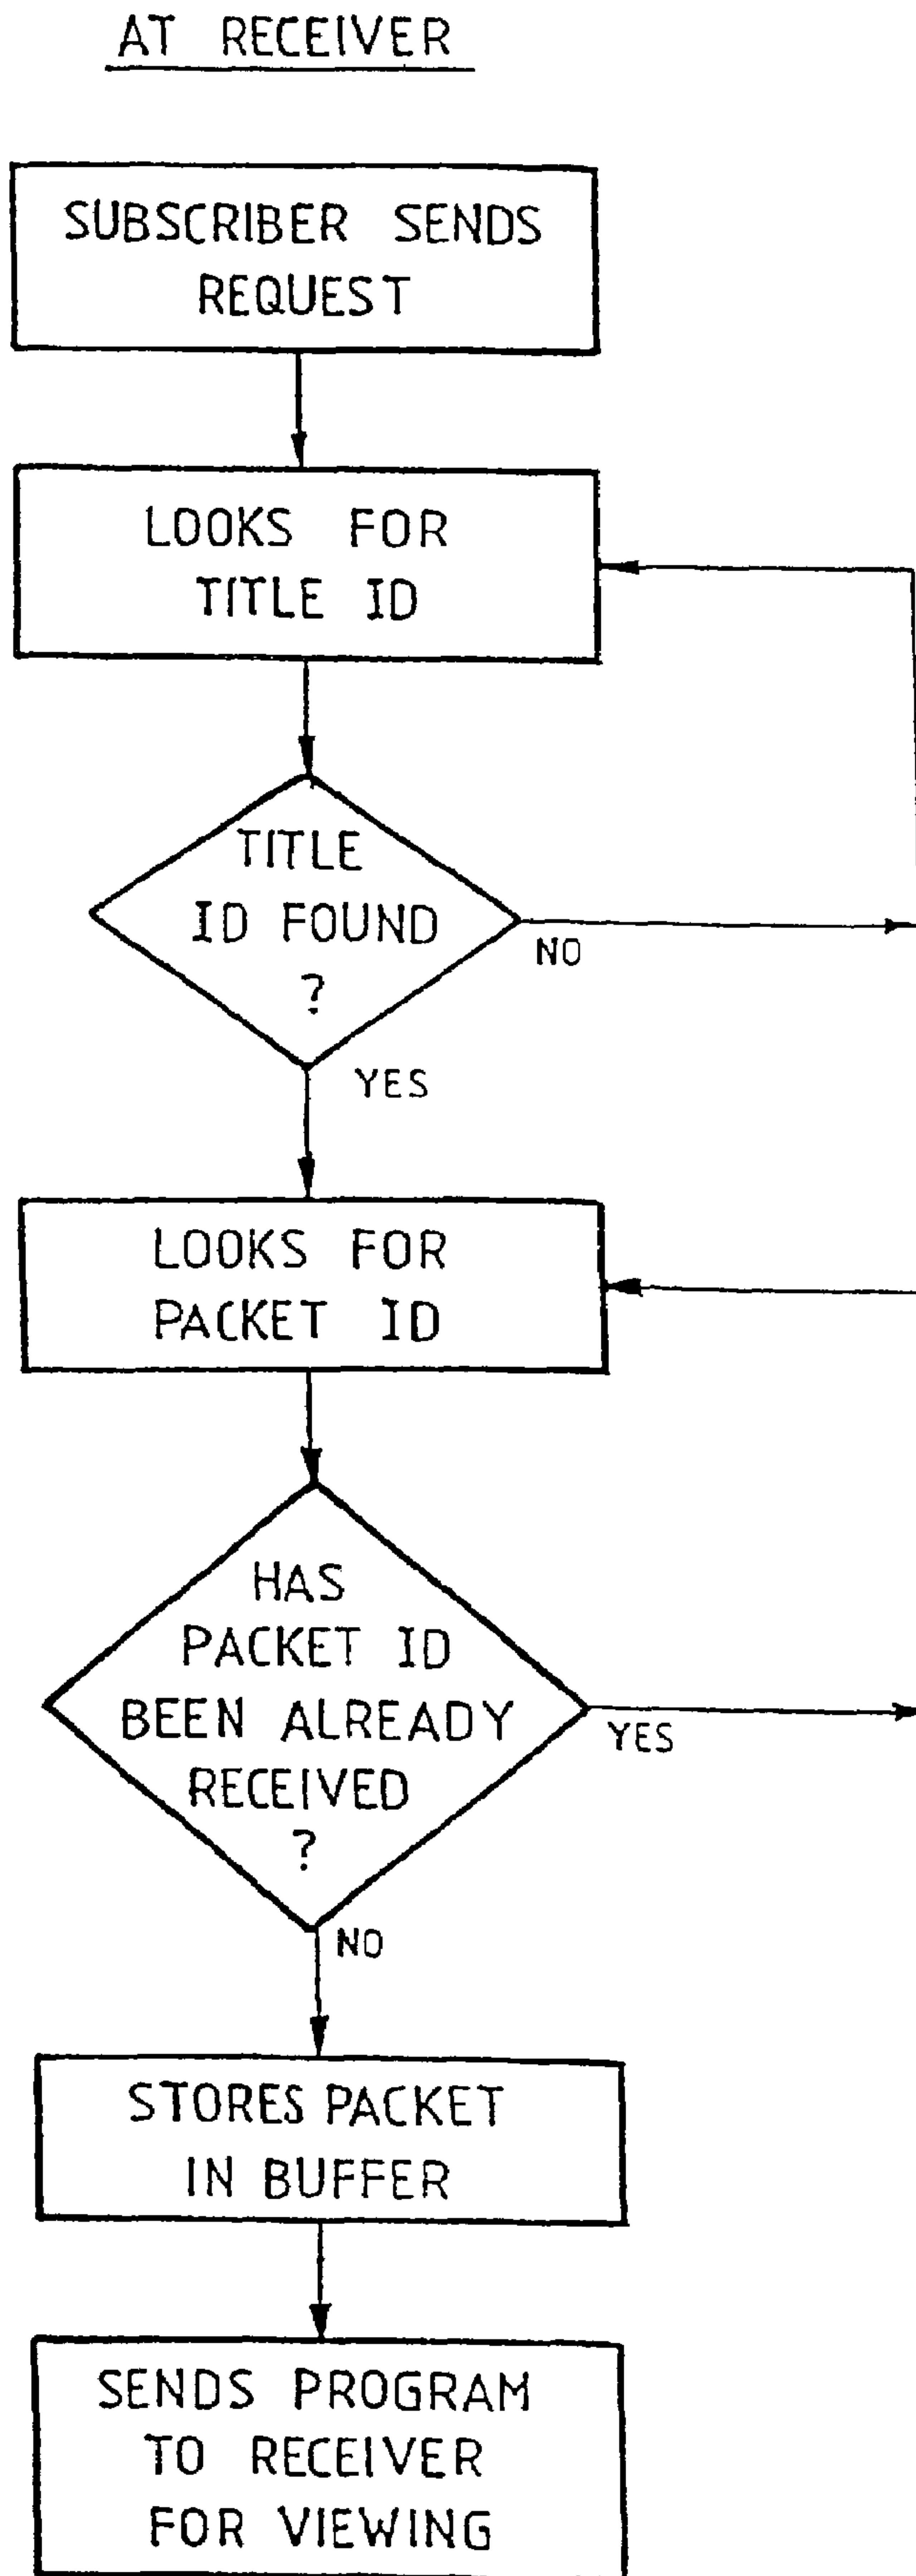 AT RECEIVER
SUBSCRIBER SENDS
REQUEST
LOOKS FOR
TITLE ID
TITLE
ID FOUND
?
NO
YES
LOOKS FOR
PACKET ID
HAS
PACKET ID
BEEN ALREADY
RECEIVED
?
YES
NO
STORES PACKET
IN BUFFER
SENDS PROGRAM
TO RECEIVER
FOR VIEWING